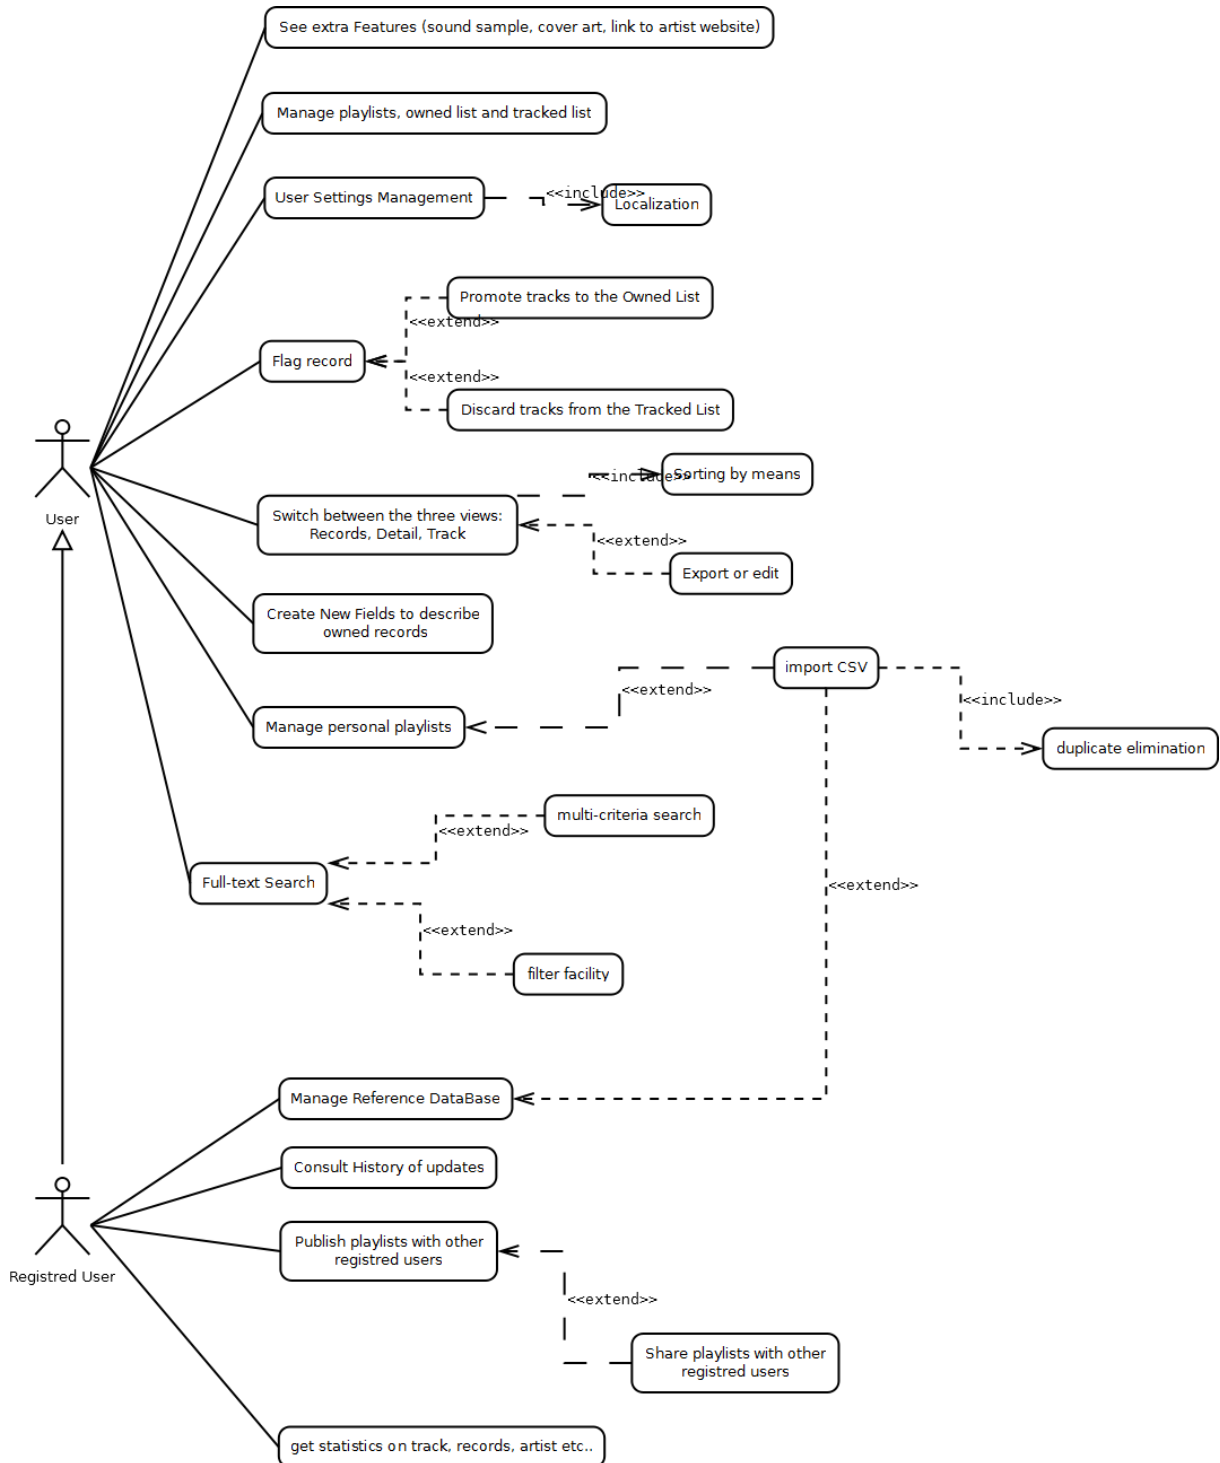 See extra Features (sound sample, cover art, link to artist website)
Manage playlists, owned list and tracked list
User Settings Management
<<include>>
Localization
Promote tracks to the Owned List
<<extend>>
Flag record
<<extend>>
Discard tracks from the Tracked List
User
Switch between the three views:
Records, Detail, Track
<<include>>
Sorting by means
<<extend>>
Export or edit
Create New Fields to describe
owned records
import CSV
<<extend>>
<<include>>
Manage personal playlists
duplicate elimination
multi-criteria search
<<extend>>
Full-text Search
<<extend>>
<<extend>>
filter facility
Manage Reference DataBase
Consult History of updates
Publish playlists with other
registred users
Registred User
<<extend>>
Share playlists with other
registred users
get statistics on track, records, artist etc..